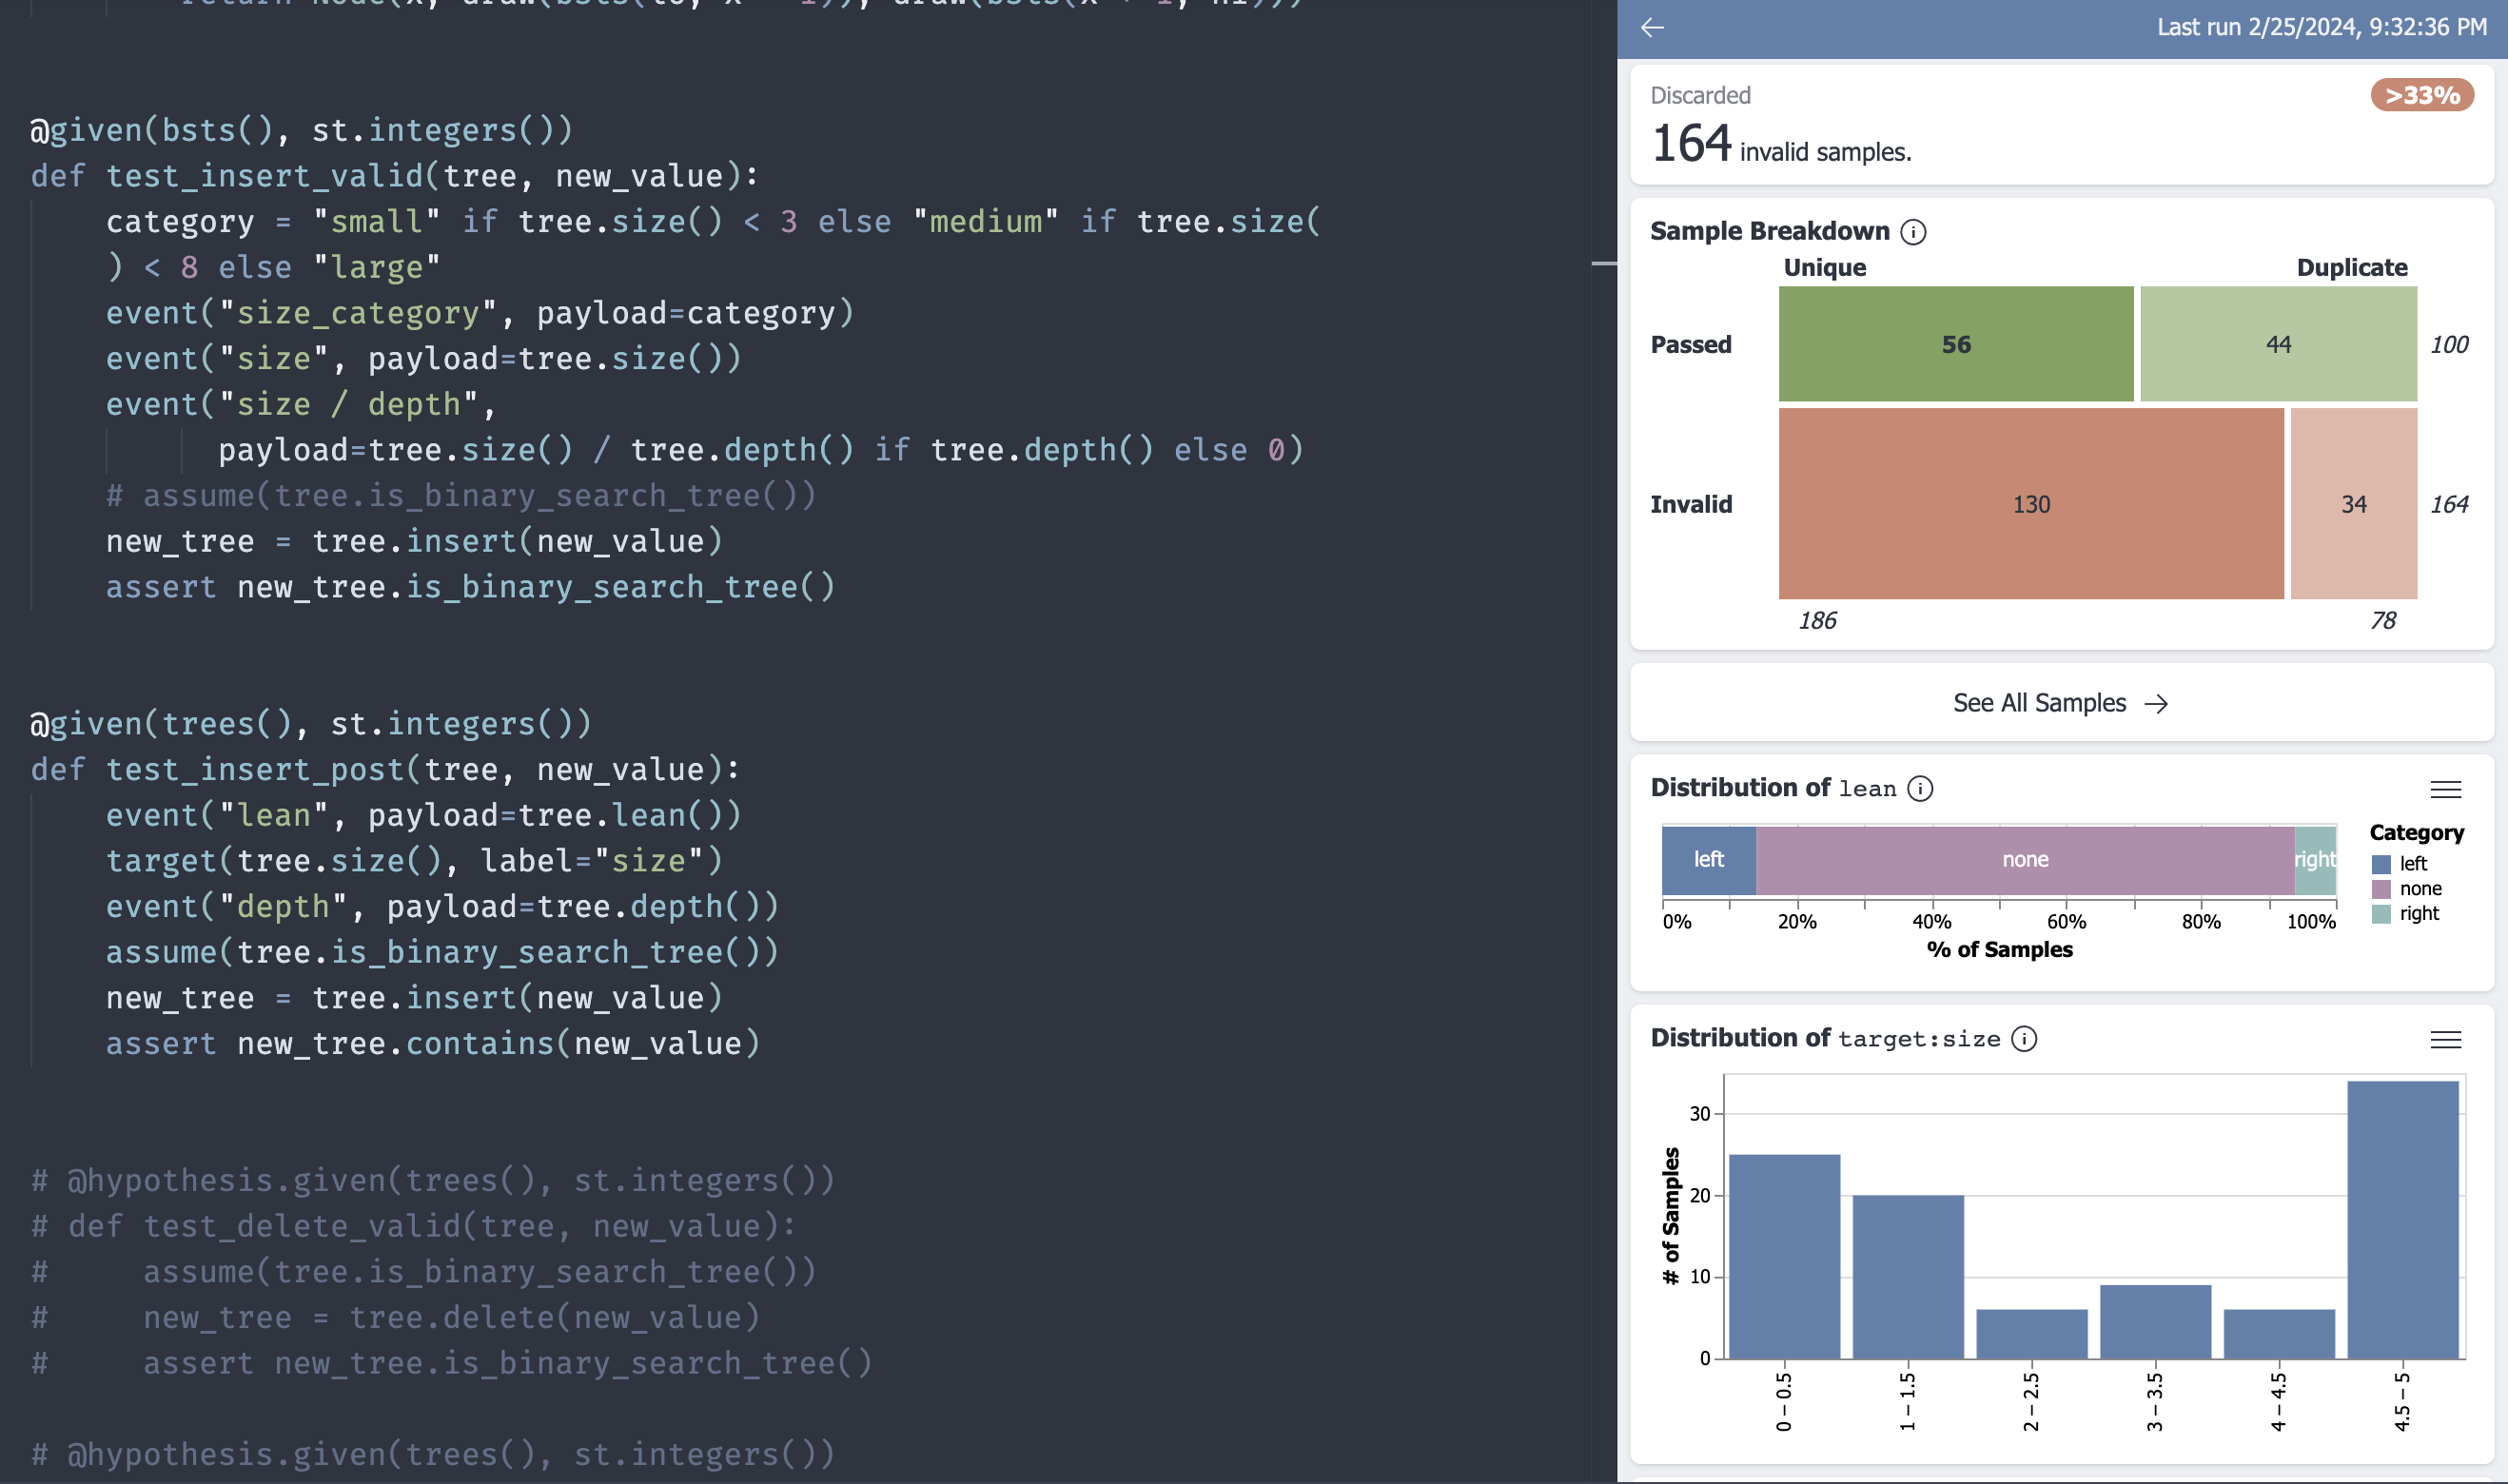 @given(bsts(), st.integers())
def test_insert_valid(tree, new_value):
    category = "small" if tree.size() < 3 else "medium" if tree.size(
    ) < 8 else "large"
    event("size_category", payload=category)
    event("size", payload=tree.size())
    event("size / depth",
          payload=tree.size() / tree.depth() if tree.depth() else 0)
    # assume(tree.is_binary_search_tree())
    new_tree = tree.insert(new_value)
    assert new_tree.is_binary_search_tree()
@given(trees(), st.integers())
def test_insert_post(tree, new_value):
    event("lean", payload=tree.lean())
    target(tree.size(), label="size")
    event("depth", payload=tree.depth())
    assume(tree.is_binary_search_tree())
    new_tree = tree.insert(new_value)
    assert new_tree.contains(new_value)
# @hypothesis.given(trees(), st.integers())
# def test_delete_valid(tree, new_value):
#     assume(tree.is_binary_search_tree())
#     new_tree = tree.delete(new_value)
#     assert new_tree.is_binary_search_tree()
# @hypothesis.given(trees(), st.integers())
← Last run 2/25/2024, 9:32:36 PM
Discarded >33%
164 invalid samples.
Sample Breakdown
Unique Duplicate
Passed 56 44 100
Invalid 130 34 164
186 78
See All Samples →
Distribution of lean
left none right
0% 20% 40% 60% 80% 100%
% of Samples
Category
left
none
right
Distribution of target:size
# of Samples
30
20
10
0
0 – 0.5
1 – 1.5
2 – 2.5
3 – 3.5
4 – 4.5
4.5 – 5